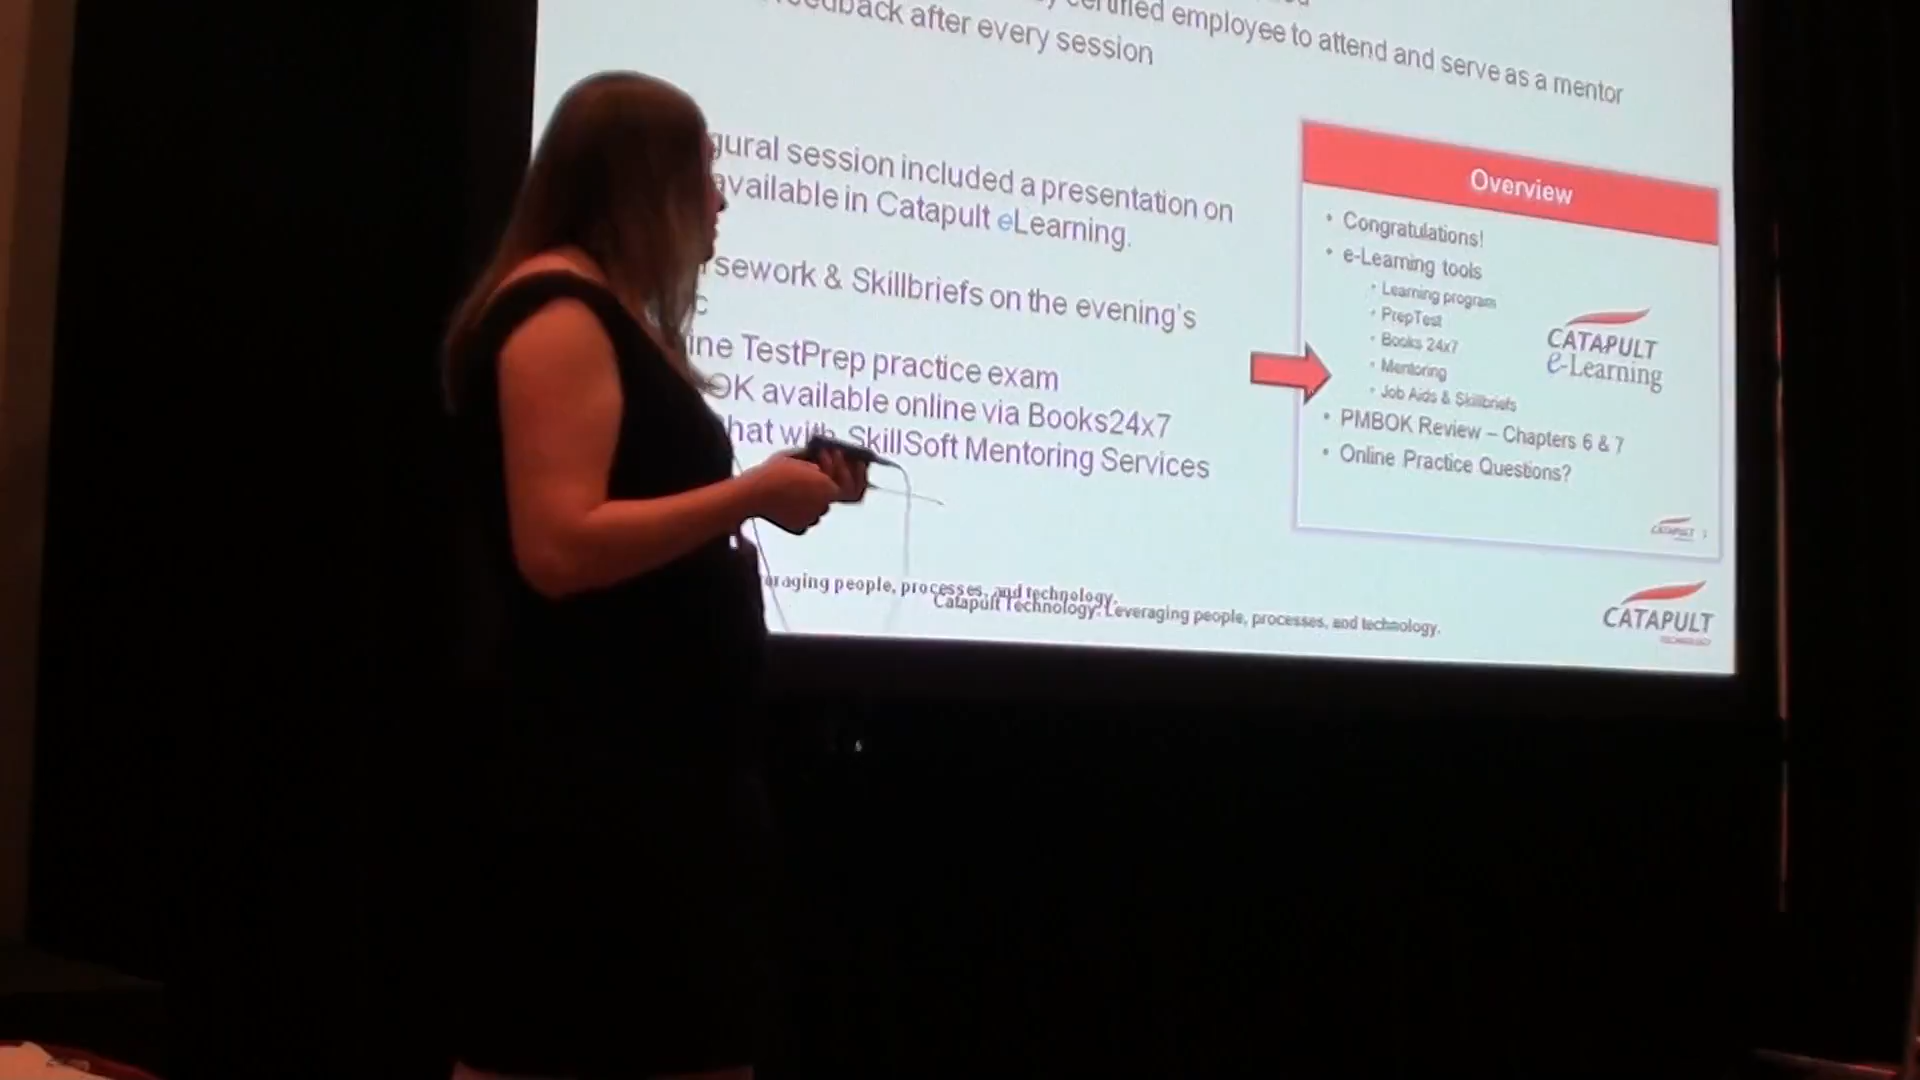 certified employee to attend and serve as a mentor
feedback after every session
gural session included a presentation on
available in Catapult eLearning.
sework & Skillbriefs on the evening's
c
ine TestPrep practice exam
OK available online via Books24x7
hat with SkillSoft Mentoring Services
Overview
• Congratulations!
• e-Learning tools
• Learning program
• PrepTest
• Books 24x7
• Mentoring
• Job Aids & Skillbriefs
• PMBOK Review – Chapters 6 & 7
• Online Practice Questions?
CATAPULT
e-Learning
CATAPULT
raging people, processes, and technology.
Catapult Technology: Leveraging people, processes, and technology.
CATAPULT
TECHNOLOGY